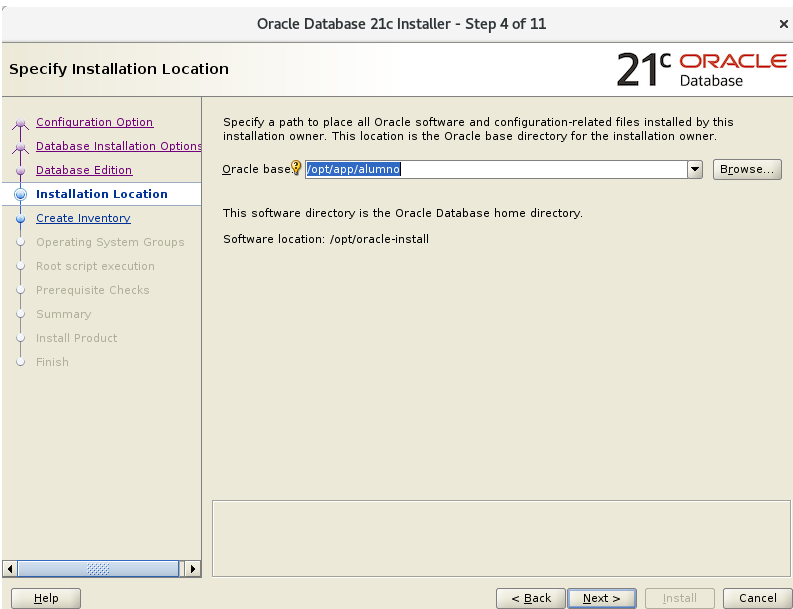 Oracle Database 21c Installer - Step 4 of 11
Specify Installation Location
21c ORACLE
Database
Configuration Option
Database Installation Options
Database Edition
Installation Location
Create Inventory
Operating System Groups
Root script execution
Prerequisite Checks
Summary
Install Product
Finish
Specify a path to place all Oracle software and configuration-related files installed by this
installation owner. This location is the Oracle base directory for the installation owner.
Oracle base: /opt/app/alumno Browse...
This software directory is the Oracle Database home directory.
Software location: /opt/oracle-install
Help < Back Next > Install Cancel